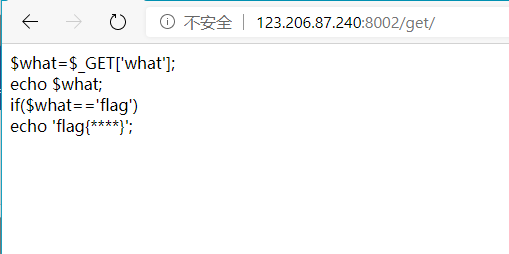 不安全 | 123.206.87.240:8002/get/
$what=$_GET['what'];
echo $what;
if($what=='flag')
echo 'flag{****}';